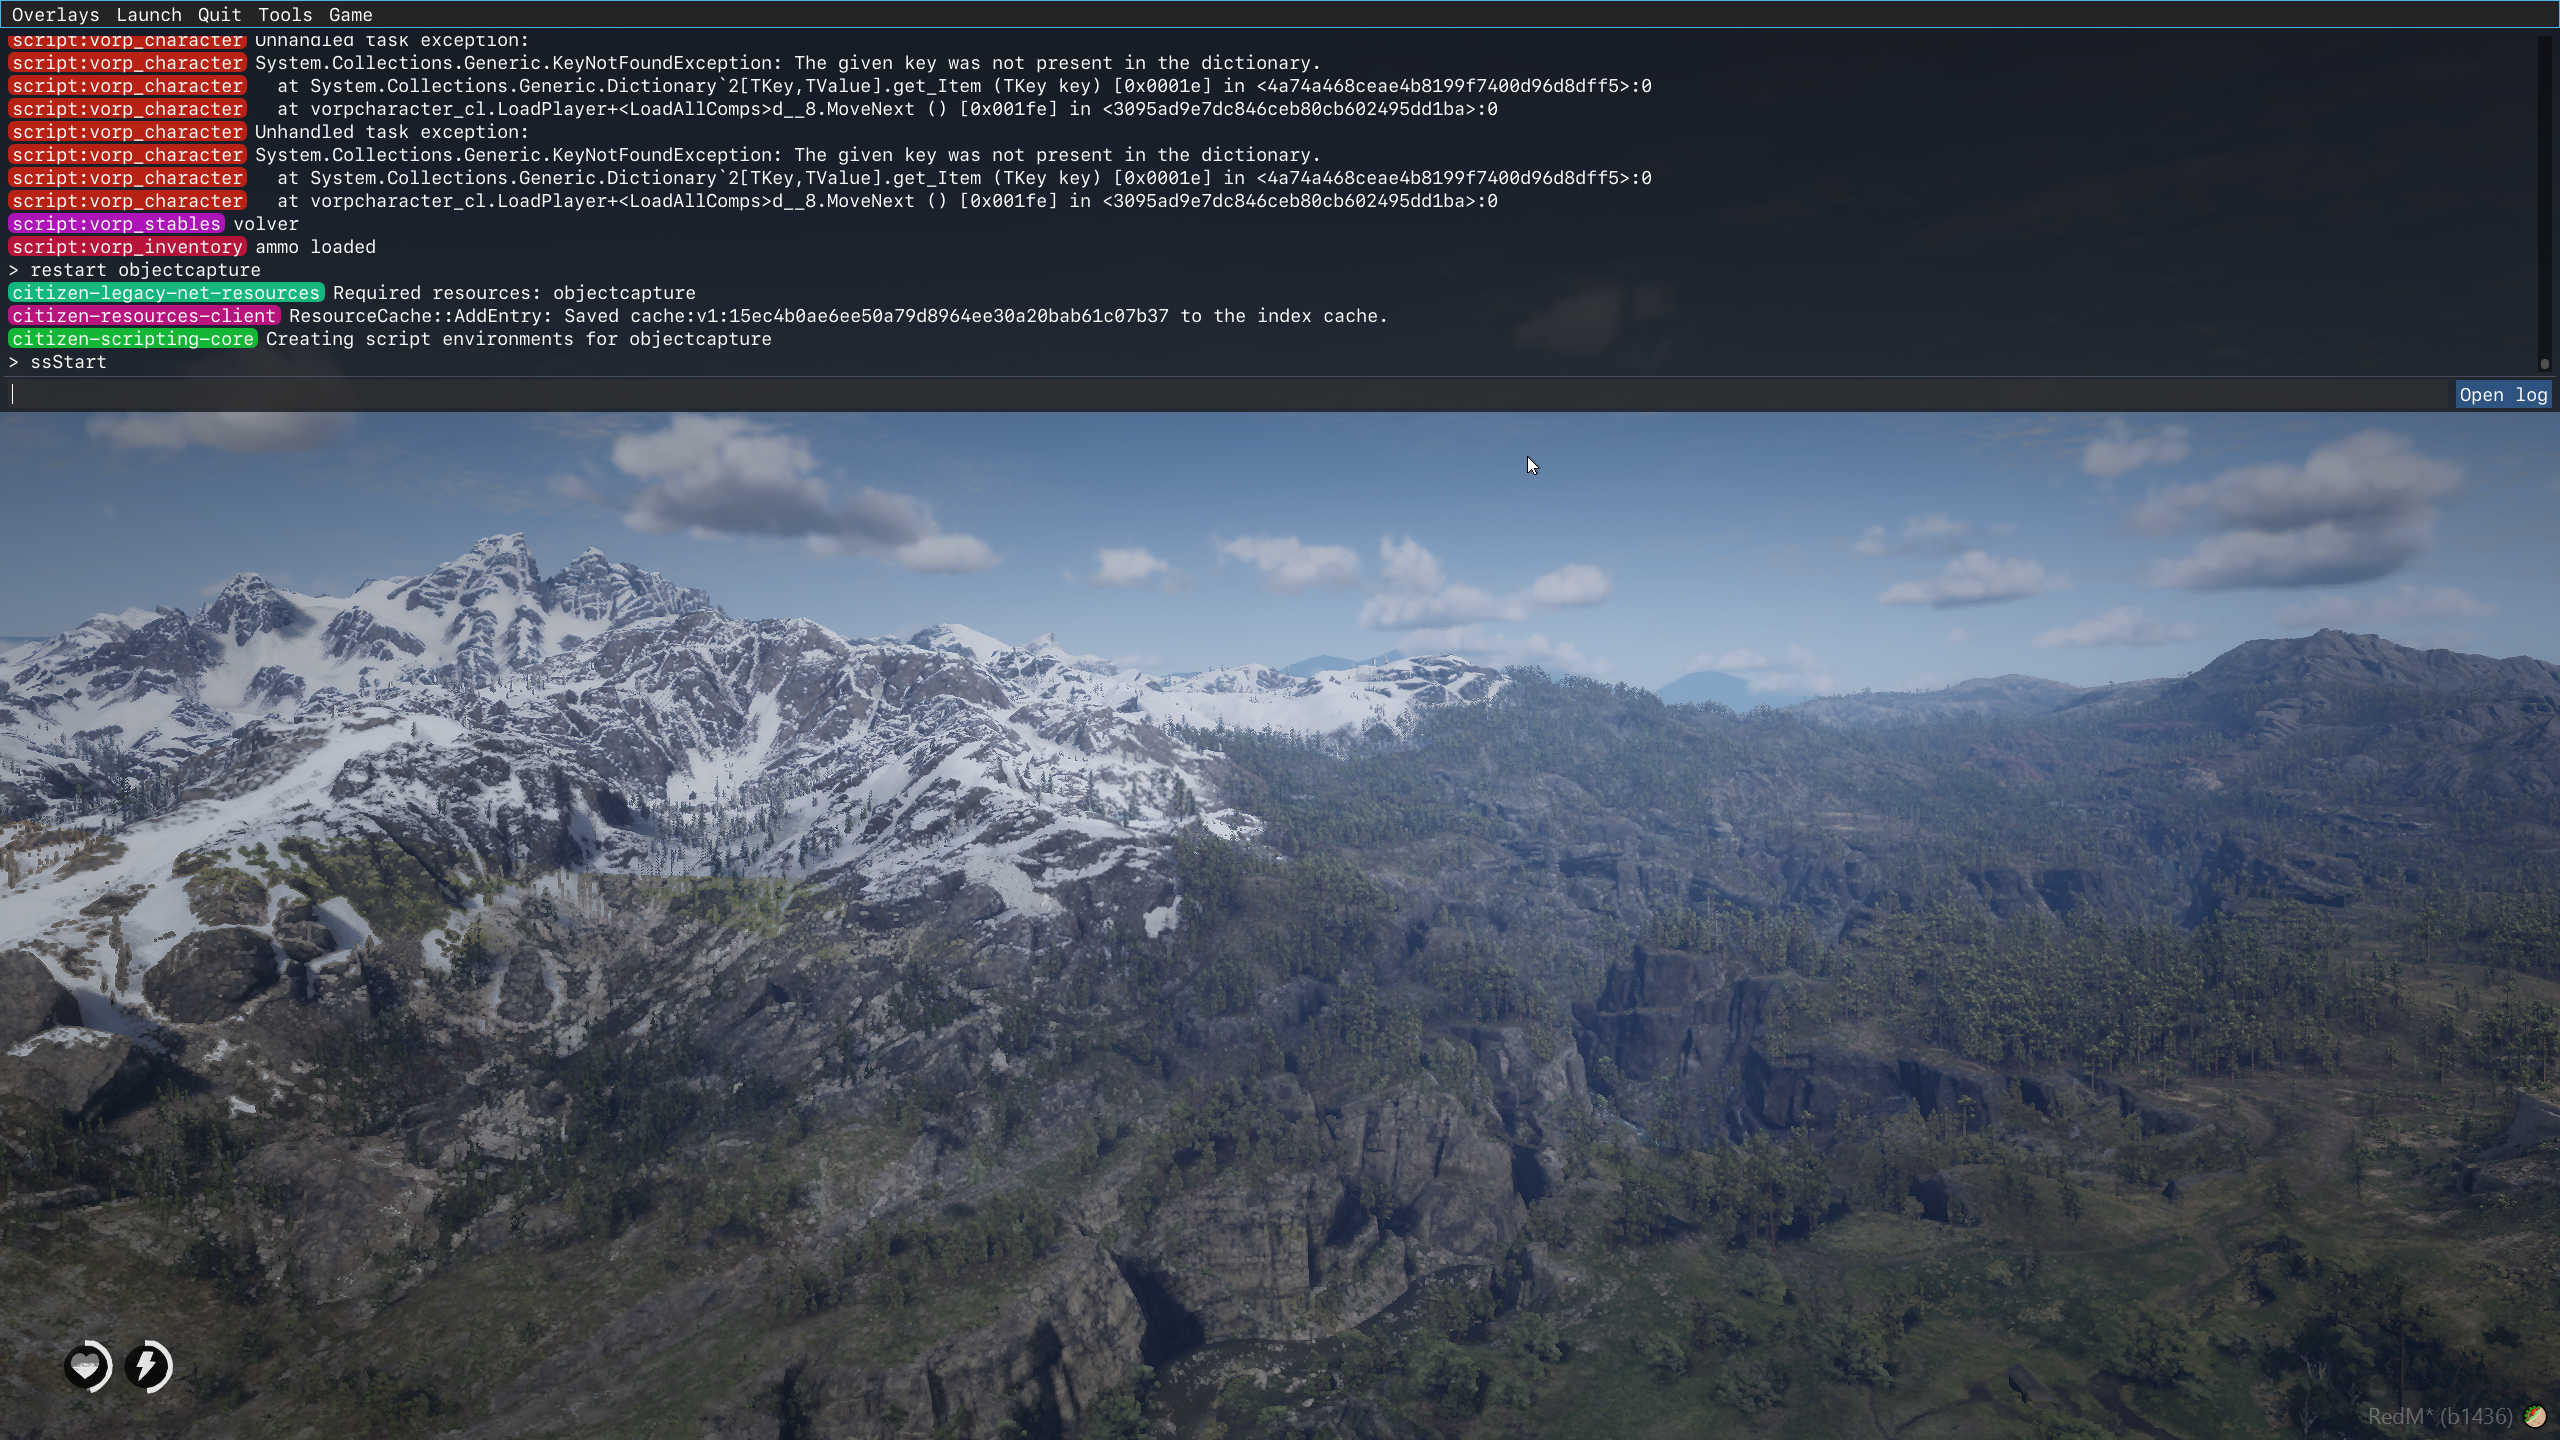 Overlays Launch Quit Tools Game
script:vorp_character Unhandled task exception:
script:vorp_character System.Collections.Generic.KeyNotFoundException: The given key was not present in the dictionary.
script:vorp_character at System.Collections.Generic.Dictionary`2[TKey,TValue].get_Item (TKey key) [0x0001e] in <4a74a468ceae4b8199f7400d96d8dff5>:0
script:vorp_character at vorpcharacter_cl.LoadPlayer+<LoadAllComps>d__8.MoveNext () [0x001fe] in <3095ad9e7dc846ceb80cb602495dd1ba>:0
script:vorp_character Unhandled task exception:
script:vorp_character System.Collections.Generic.KeyNotFoundException: The given key was not present in the dictionary.
script:vorp_character at System.Collections.Generic.Dictionary`2[TKey,TValue].get_Item (TKey key) [0x0001e] in <4a74a468ceae4b8199f7400d96d8dff5>:0
script:vorp_character at vorpcharacter_cl.LoadPlayer+<LoadAllComps>d__8.MoveNext () [0x001fe] in <3095ad9e7dc846ceb80cb602495dd1ba>:0
script:vorp_stables volver
script:vorp_inventory ammo loaded
> restart objectcapture
citizen-legacy-net-resources Required resources: objectcapture
citizen-resources-client ResourceCache::AddEntry: Saved cache:v1:15ec4b0ae6ee50a79d8964ee30a20bab61c07b37 to the index cache.
citizen-scripting-core Creating script environments for objectcapture
> ssStart
Open log
RedM* (b1436)